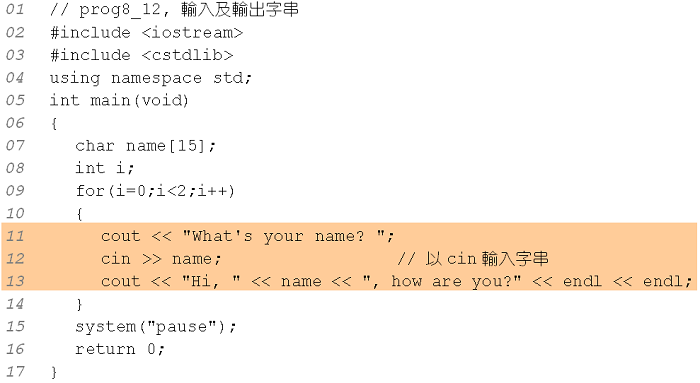 01 // prog8_12, 輸入及輸出字串
02 #include <iostream>
03 #include <cstdlib>
04 using namespace std;
05 int main(void)
06 {
07 char name[15];
08 int i;
09 for(i=0;i<2;i++)
10 {
11 cout << "What's your name? ";
12 cin >> name; // 以 cin 輸入字串
13 cout << "Hi, " << name << ", how are you?" << endl << endl;
14 }
15 system("pause");
16 return 0;
17 }